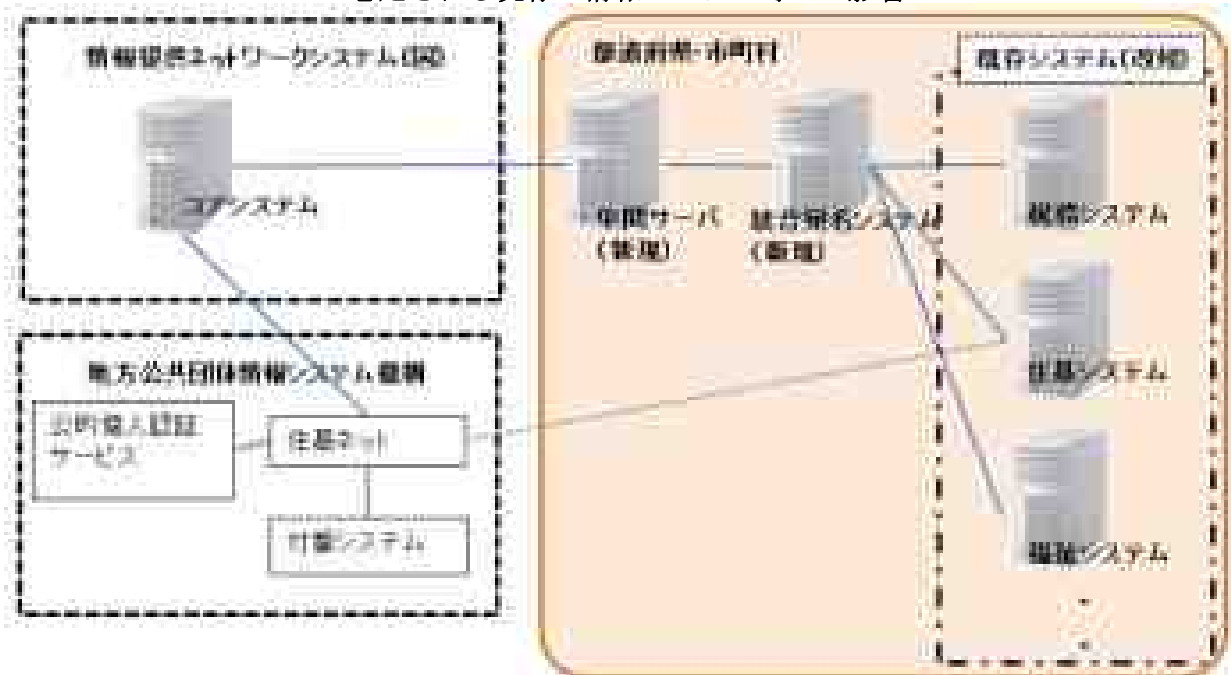 情報提供ネットワークシステム(国)
コアシステム
都道府県・市町村
既存システム(改修)
中間サーバ
(新規)
統合宛名システム
(新規)
税務システム
住基システム
福祉システム
地方公共団体情報システム機構
公的個人認証
サービス
住基ネット
付番システム